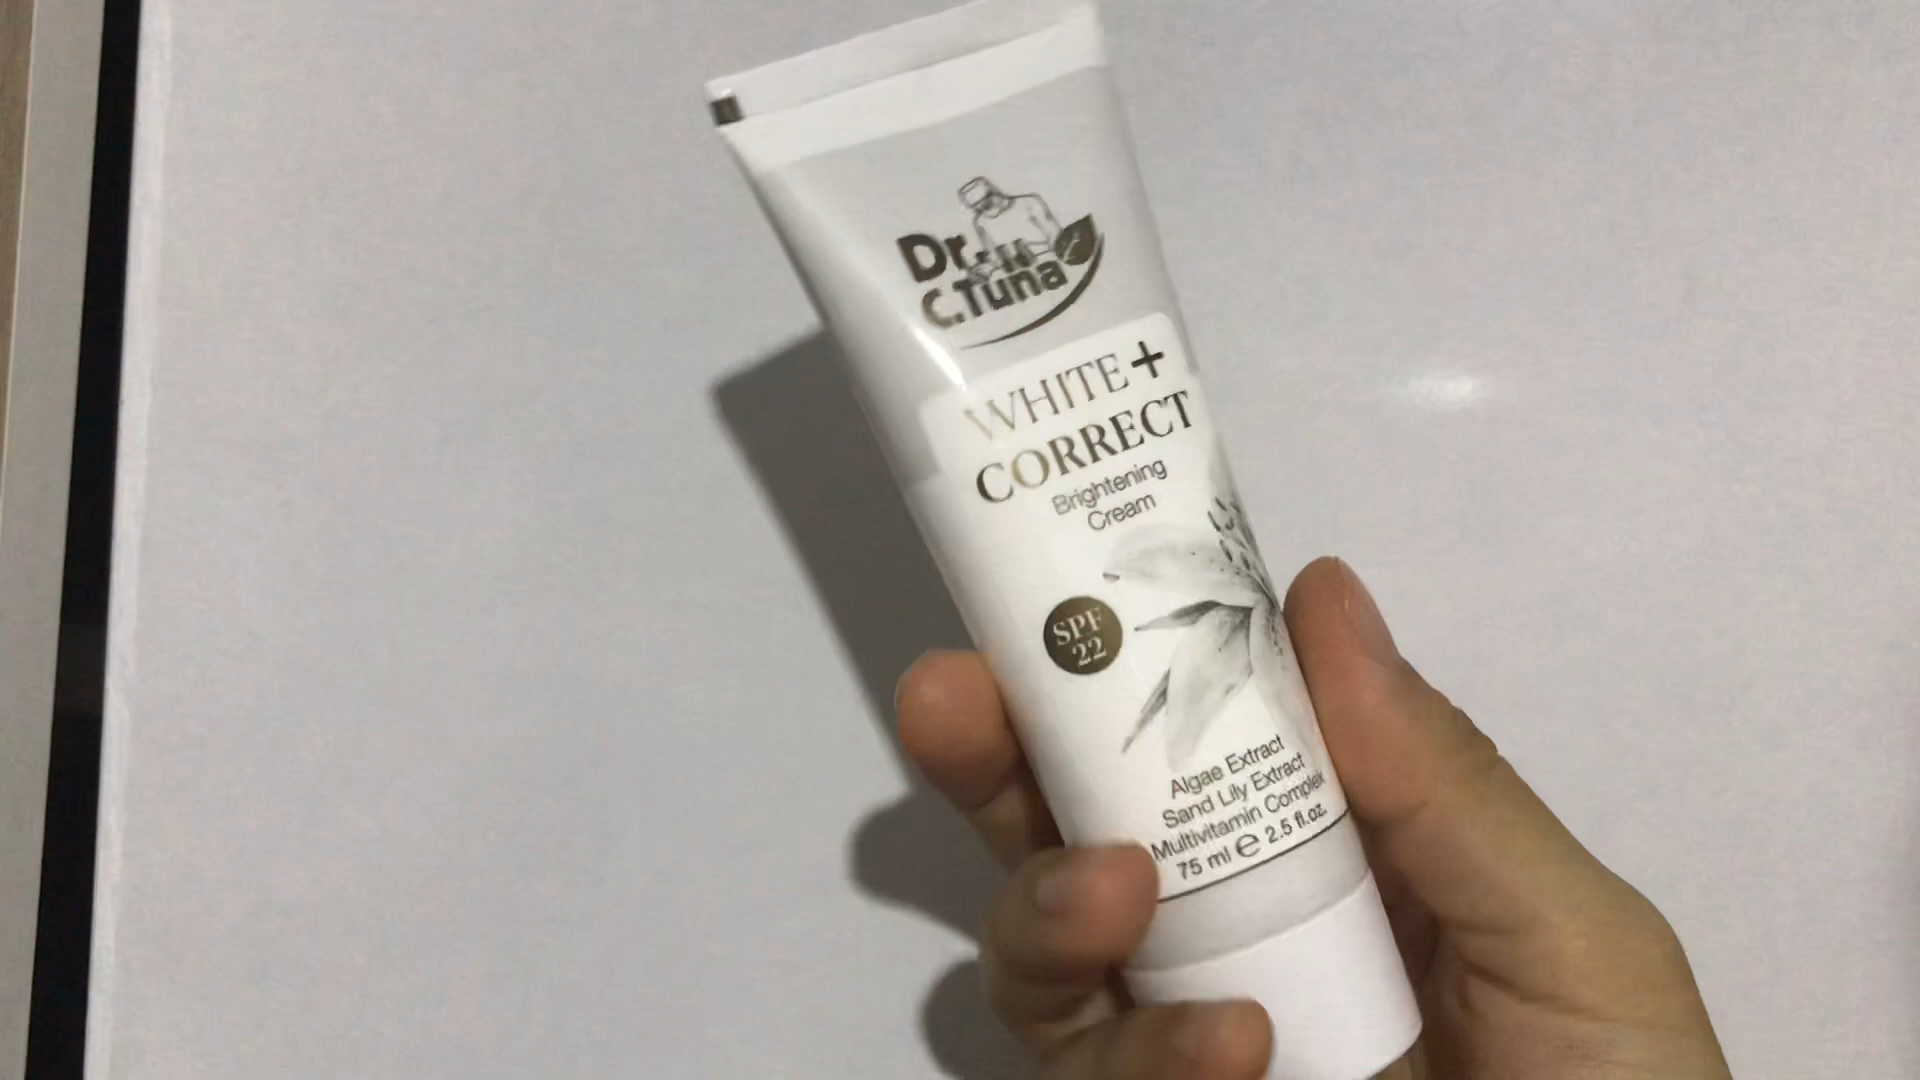 Dr.
C.Tuna
WHITE +
CORRECT
Brightening
Cream
SPF
22
Algae Extract
Sand Lily Extract
Multivitamin Complex
75 ml e 2.5 fl.oz.